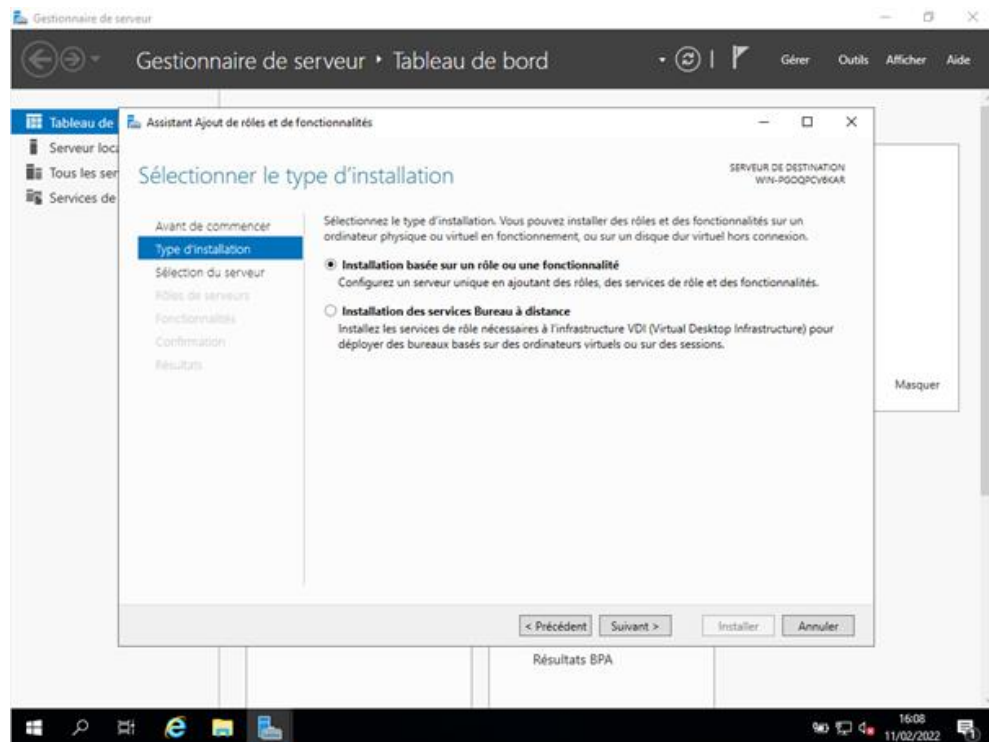 Gestionnaire de serveur
Gestionnaire de serveur • Tableau de bord
Gérer Outils Afficher Aide
Tableau de
Serveur loca
Tous les ser
Services de
Assistant Ajout de rôles et de fonctionnalités
Sélectionner le type d'installation
SERVEUR DE DESTINATION
WIN-PGOQPCV6KAR
Avant de commencer
Type d'installation
Sélection du serveur
Rôles de serveurs
Fonctionnalités
Confirmation
Résultats
Sélectionnez le type d'installation. Vous pouvez installer des rôles et des fonctionnalités sur un
ordinateur physique ou virtuel en fonctionnement, ou sur un disque dur virtuel hors connexion.
Installation basée sur un rôle ou une fonctionnalité
Configurez un serveur unique en ajoutant des rôles, des services de rôle et des fonctionnalités.
Installation des services Bureau à distance
Installez les services de rôle nécessaires à l'infrastructure VDI (Virtual Desktop Infrastructure) pour
déployer des bureaux basés sur des ordinateurs virtuels ou sur des sessions.
Masquer
< Précédent Suivant > Installer Annuler
Résultats BPA
16:08
11/02/2022